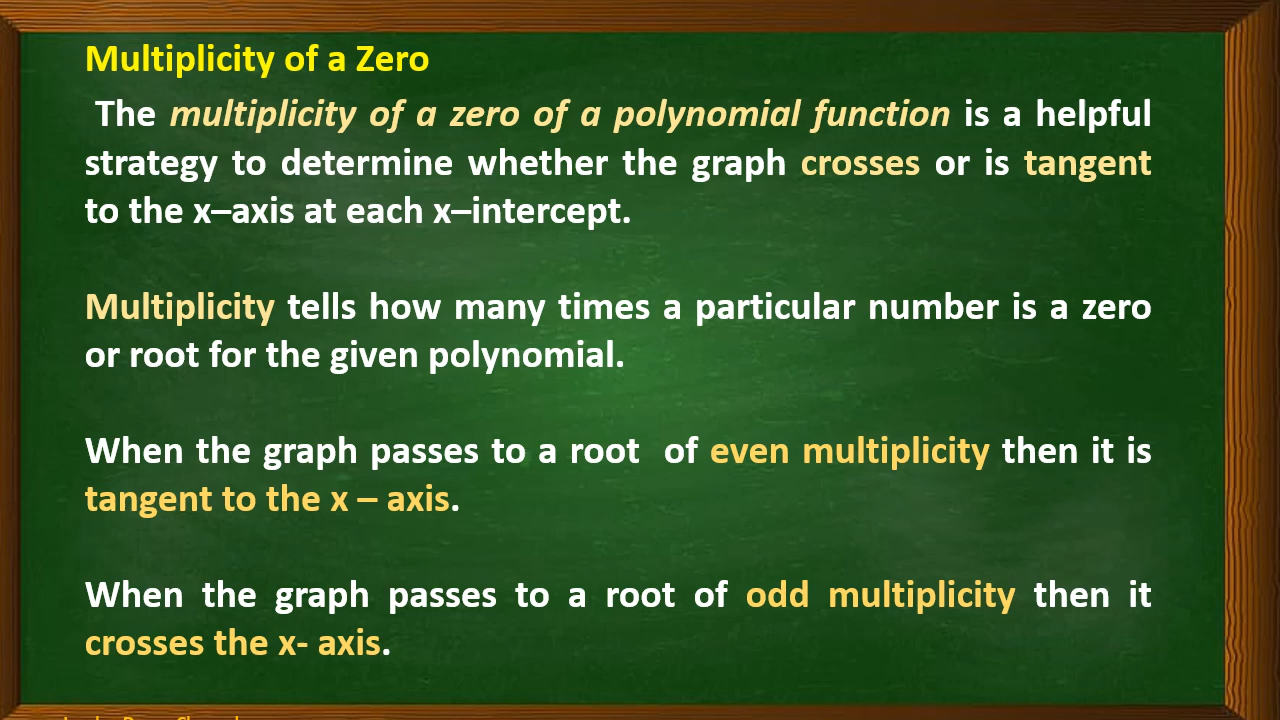 Multiplicity of a Zero
The multiplicity of a zero of a polynomial function is a helpful
strategy to determine whether the graph crosses or is tangent
to the x–axis at each x–intercept.
Multiplicity tells how many times a particular number is a zero
or root for the given polynomial.
When the graph passes to a root of even multiplicity then it is
tangent to the x – axis.
When the graph passes to a root of odd multiplicity then it
crosses the x- axis.